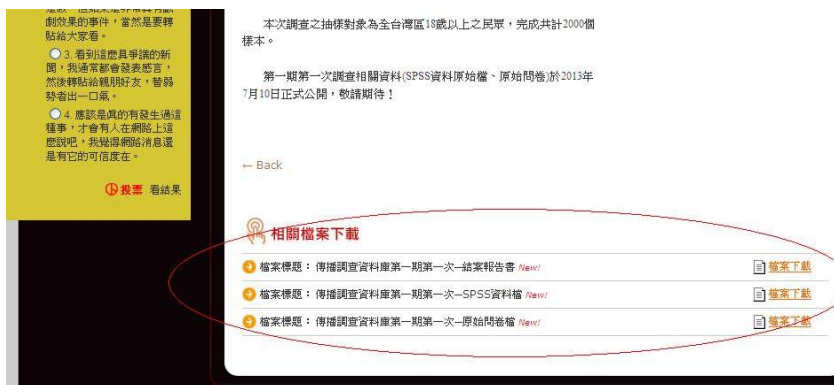 劇效果的事件，當然是要轉
貼給大家看。
3. 看到這麼具爭議的新
聞，我通常都會發表感言，
然後轉貼給親朋好友，替弱
勢者出一口氣。
4. 應該是真的有發生過這
種事，才會有人在網路上這
麼說吧，我覺得網路消息還
是有它的可信度在。
投票 看結果
本次調查之抽樣對象為全台灣區18歲以上之民眾，完成共計2000個
樣本。
第一期第一次調查相關資料(SPSS資料原始檔、原始問卷)於2013年
7月10日正式公開，敬請期待！
← Back
相關檔案下載
檔案標題：傳播調查資料庫第一期第一次─結案報告書 New! 檔案下載
檔案標題：傳播調查資料庫第一期第一次─SPSS資料檔 New! 檔案下載
檔案標題：傳播調查資料庫第一期第一次─原始問卷檔 New! 檔案下載